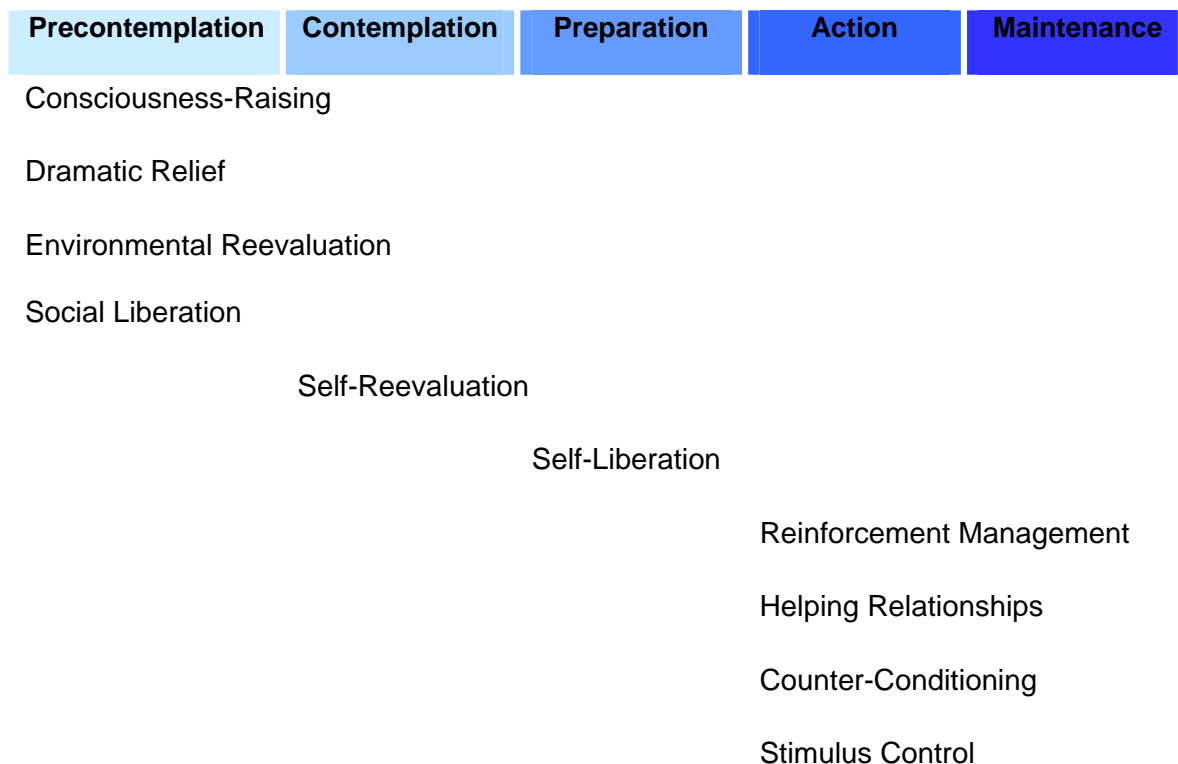 Precontemplation Contemplation Preparation Action Maintenance
Consciousness-Raising
Dramatic Relief
Environmental Reevaluation
Social Liberation
Self-Reevaluation
Self-Liberation
Reinforcement Management
Helping Relationships
Counter-Conditioning
Stimulus Control